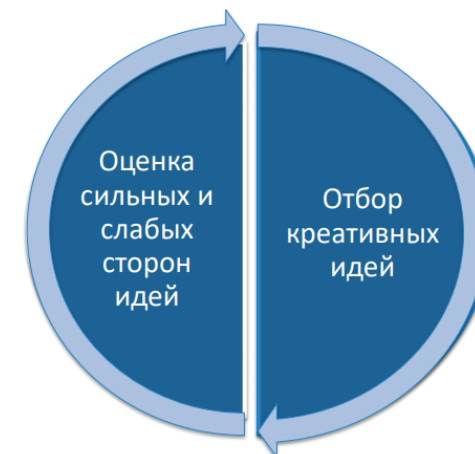 Оценка
сильных и
слабых
сторон
идей
Отбор
креативных
идей